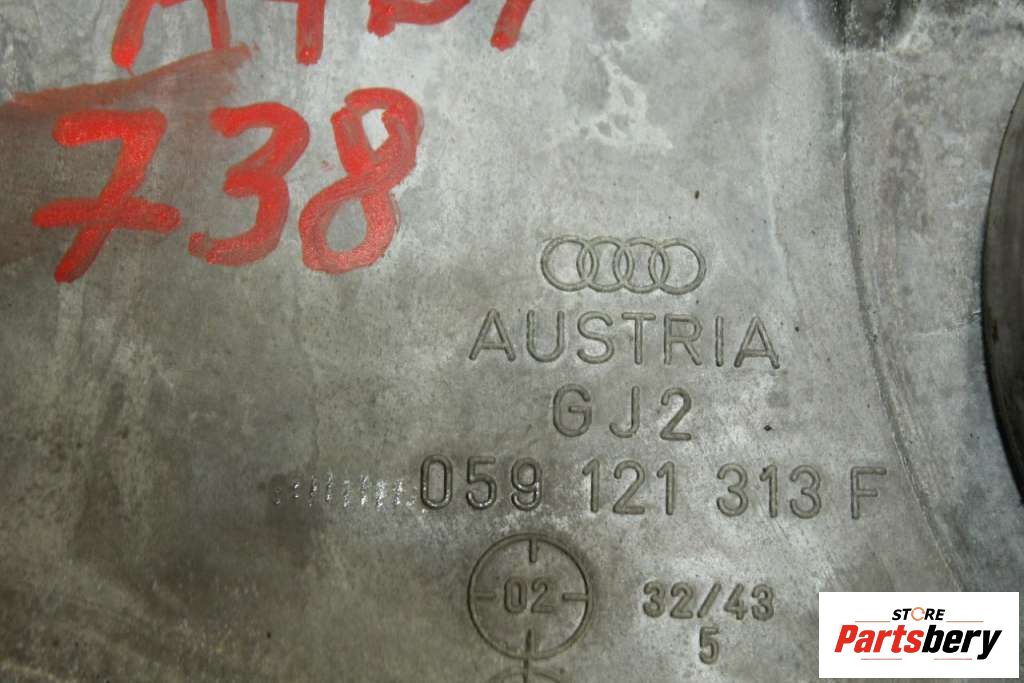 738
AUSTRIA
GJ2
059 121 313 F
02
32/43
5
STORE
Partsbery